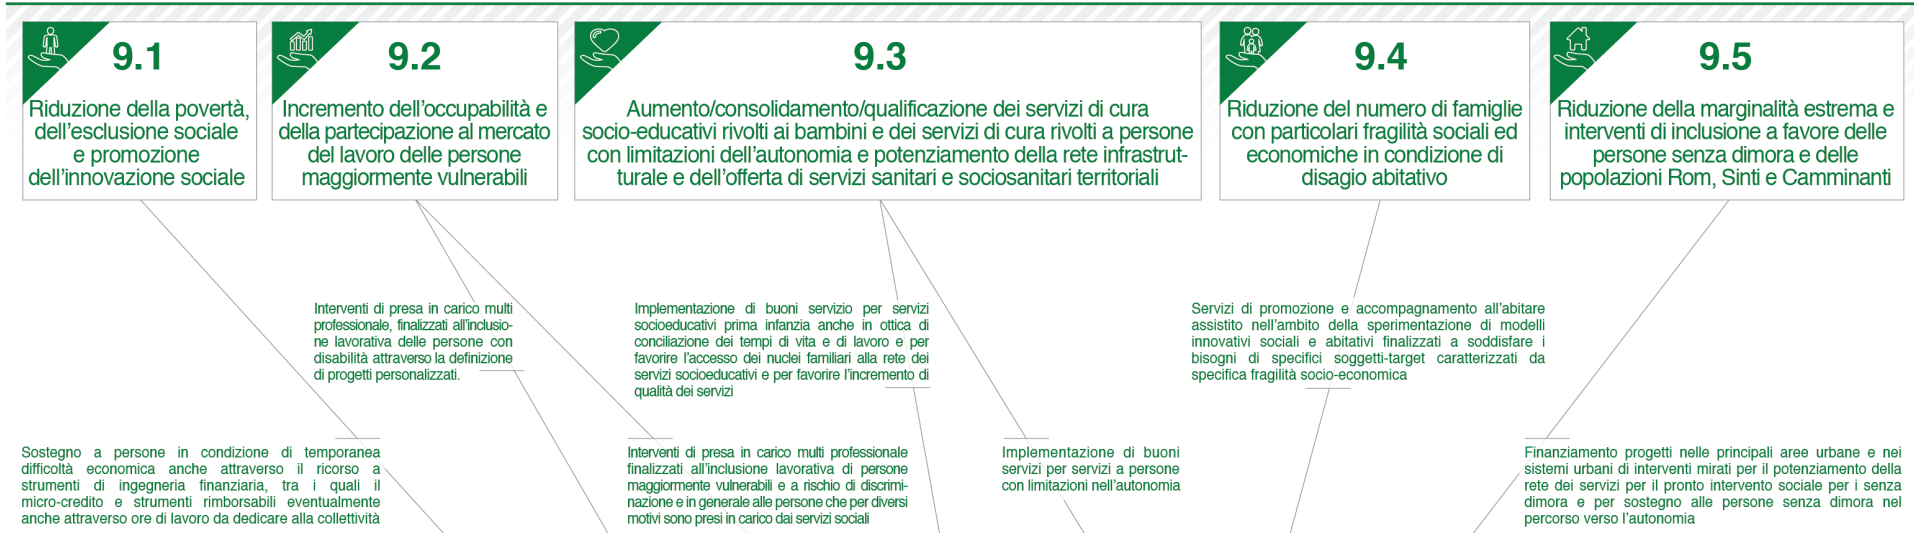 9.1
Riduzione della povertà,
dell'esclusione sociale
e promozione
dell'innovazione sociale
9.2
Incremento dell'occupabilità e
della partecipazione al mercato
del lavoro delle persone
maggiormente vulnerabili
9.3
Aumento/consolidamento/qualificazione dei servizi di cura
socio-educativi rivolti ai bambini e dei servizi di cura rivolti a persone
con limitazioni dell'autonomia e potenziamento della rete infrastrut-
turale e dell'offerta di servizi sanitari e sociosanitari territoriali
9.4
Riduzione del numero di famiglie
con particolari fragilità sociali ed
economiche in condizione di
disagio abitativo
9.5
Riduzione della marginalità estrema e
interventi di inclusione a favore delle
persone senza dimora e delle
popolazioni Rom, Sinti e Camminanti
Interventi di presa in carico multi
professionale, finalizzati all'inclusio-
ne lavorativa delle persone con
disabilità attraverso la definizione
di progetti personalizzati.
Implementazione di buoni servizio per servizi
socioeducativi prima infanzia anche in ottica di
conciliazione dei tempi di vita e di lavoro e per
favorire l'accesso dei nuclei familiari alla rete dei
servizi socioeducativi e per favorire l'incremento di
qualità dei servizi
Servizi di promozione e accompagnamento all'abitare
assistito nell'ambito della sperimentazione di modelli
innovativi sociali e abitativi finalizzati a soddisfare i
bisogni di specifici soggetti-target caratterizzati da
specifica fragilità socio-economica
Sostegno a persone in condizione di temporanea
difficoltà economica anche attraverso il ricorso a
strumenti di ingegneria finanziaria, tra i quali il
micro-credito e strumenti rimborsabili eventualmente
anche attraverso ore di lavoro da dedicare alla collettività
Interventi di presa in carico multi professionale
finalizzati all'inclusione lavorativa di persone
maggiormente vulnerabili e a rischio di discrimi-
nazione e in generale alle persone che per diversi
motivi sono presi in carico dai servizi sociali
Implementazione di buoni
servizi per servizi a persone
con limitazioni nell'autonomia
Finanziamento progetti nelle principali aree urbane e nei
sistemi urbani di interventi mirati per il potenziamento della
rete dei servizi per il pronto intervento sociale per i senza
dimora e per sostegno alle persone senza dimora nel
percorso verso l'autonomia